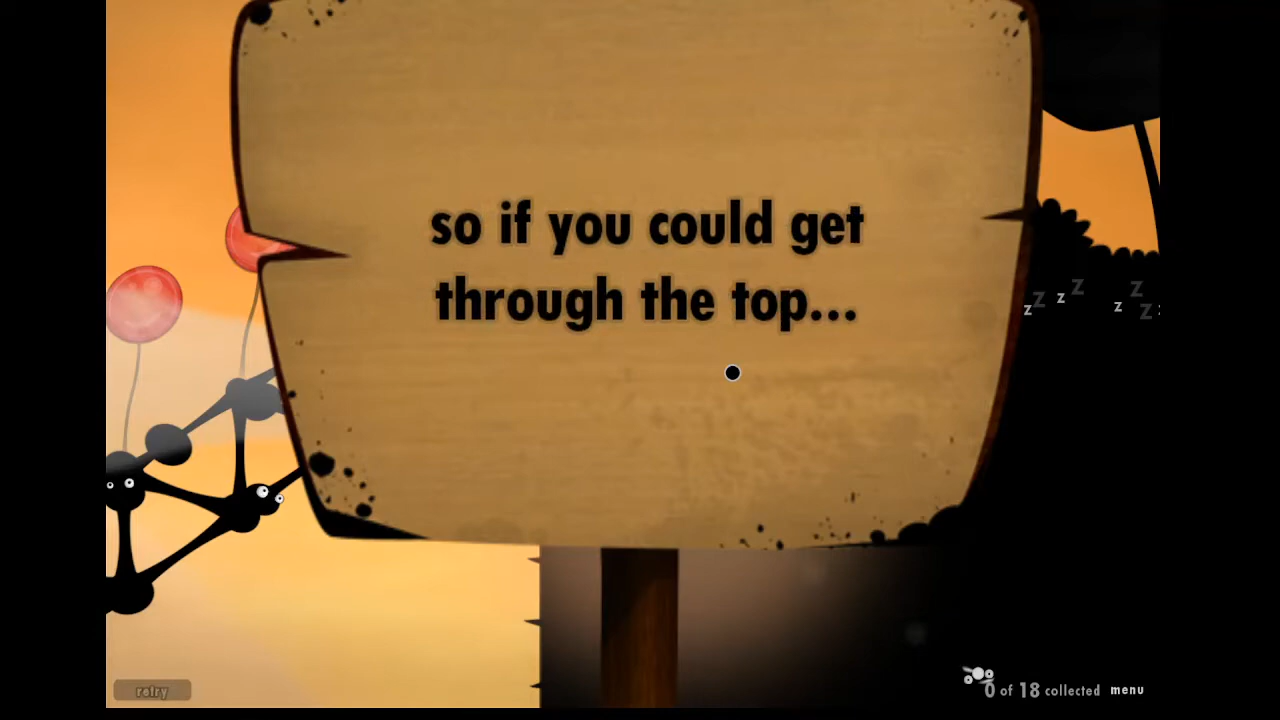 so if you could get
through the top...
z z z z z z z
retry
0 of 18 collected menu